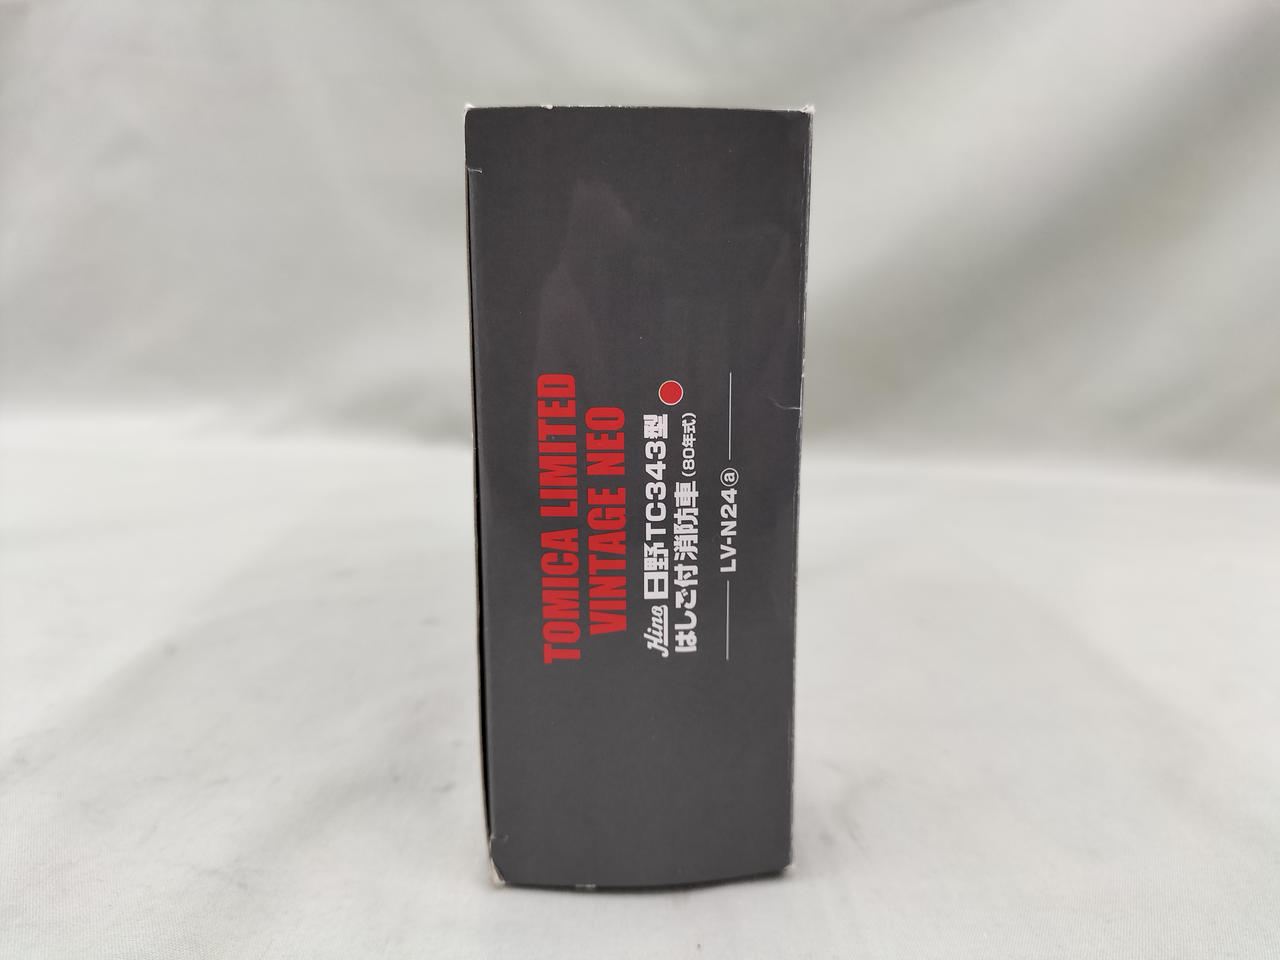 TOMICA LIMITED
VINTAGE NEO
Hino 日野TC343型
はしご付 消防車 (80年式)
LV-N24ⓐ